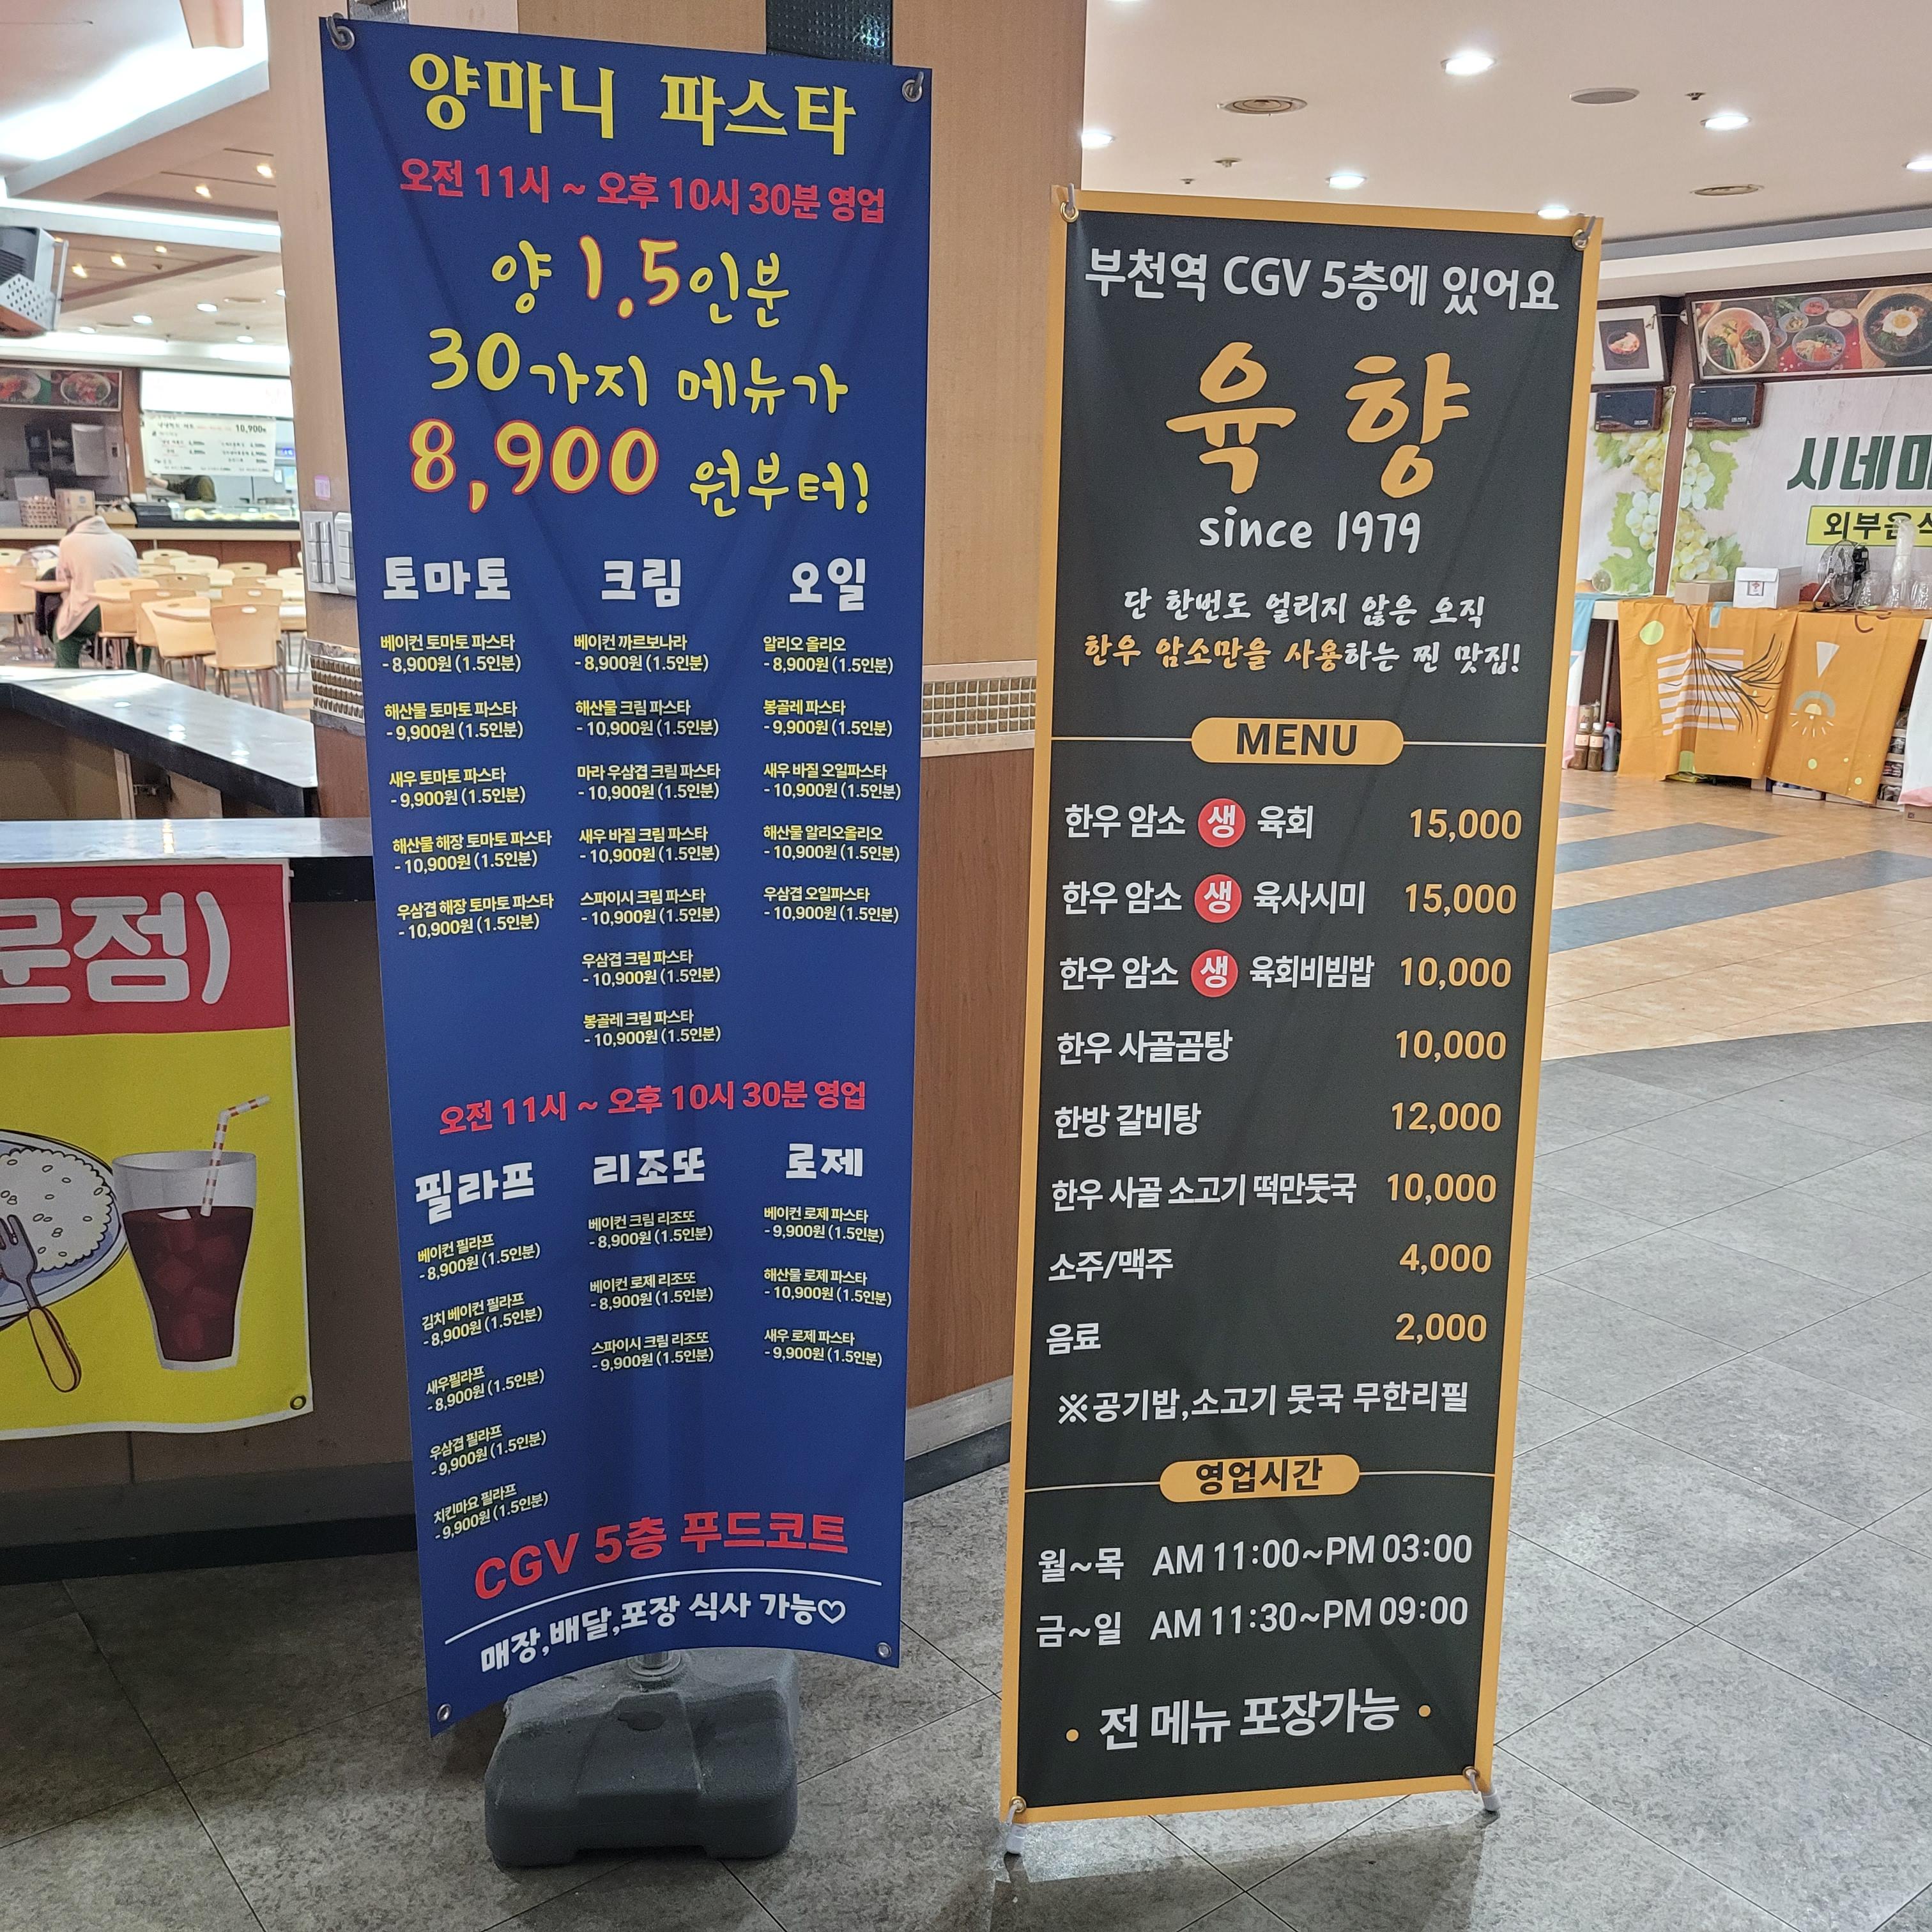 양마니 파스타
오전 11시 ~ 오후 10시 30분 영업
양 1.5인분
30가지 메뉴가
8,900 원부터!
토마토
베이컨 토마토 파스타
- 8,900원 (1.5인분)
해산물 토마토 파스타
- 9,900원 (1.5인분)
새우 토마토 파스타
- 9,900원 (1.5인분)
해산물 해장 토마토 파스타
- 10,900원 (1.5인분)
우삼겹 해장 토마토 파스타
- 10,900원 (1.5인분)
크림
베이컨 까르보나라
- 8,900원 (1.5인분)
해산물 크림 파스타
- 10,900원 (1.5인분)
마라 우삼겹 크림 파스타
- 10,900원 (1.5인분)
새우 바질 크림 파스타
- 10,900원 (1.5인분)
스파이시 크림 파스타
- 10,900원 (1.5인분)
우삼겹 크림 파스타
- 10,900원 (1.5인분)
봉골레 크림 파스타
- 10,900원 (1.5인분)
오일
알리오 올리오
- 8,900원 (1.5인분)
봉골레 파스타
- 9,900원 (1.5인분)
새우 바질 오일파스타
- 10,900원 (1.5인분)
해산물 알리오올리오
- 10,900원 (1.5인분)
우삼겹 오일파스타
- 10,900원 (1.5인분)
오전 11시 ~ 오후 10시 30분 영업
필라프
베이컨 필라프
- 8,900원 (1.5인분)
김치 베이컨 필라프
- 8,900원 (1.5인분)
새우필라프
- 8,900원 (1.5인분)
우삼겹 필라프
- 9,900원 (1.5인분)
치킨마요 필라프
- 9,900원 (1.5인분)
리조또
베이컨 크림 리조또
- 8,900원 (1.5인분)
베이컨 로제 리조또
- 8,900원 (1.5인분)
스파이시 크림 리조또
- 9,900원 (1.5인분)
로제
베이컨 로제 파스타
- 9,900원 (1.5인분)
해산물 로제 파스타
- 10,900원 (1.5인분)
새우 로제 파스타
- 9,900원 (1.5인분)
CGV 5층 푸드코트
매장,배달,포장 식사 가능♡
부천역 CGV 5층에 있어요
육향
since 1979
단 한번도 얼리지 않은 오직
한우 암소만을 사용하는 찐 맛집!
MENU
한우 암소 생 육회 15,000
한우 암소 생 육사시미 15,000
한우 암소 생 육회비빔밥 10,000
한우 사골곰탕 10,000
한방 갈비탕 12,000
한우 사골 소고기 떡만둣국 10,000
소주/맥주 4,000
음료 2,000
※공기밥,소고기 뭇국 무한리필
영업시간
월~목 AM 11:00~PM 03:00
금~일 AM 11:30~PM 09:00
• 전 메뉴 포장가능 •
문점)
시네마
외부음식
10,900